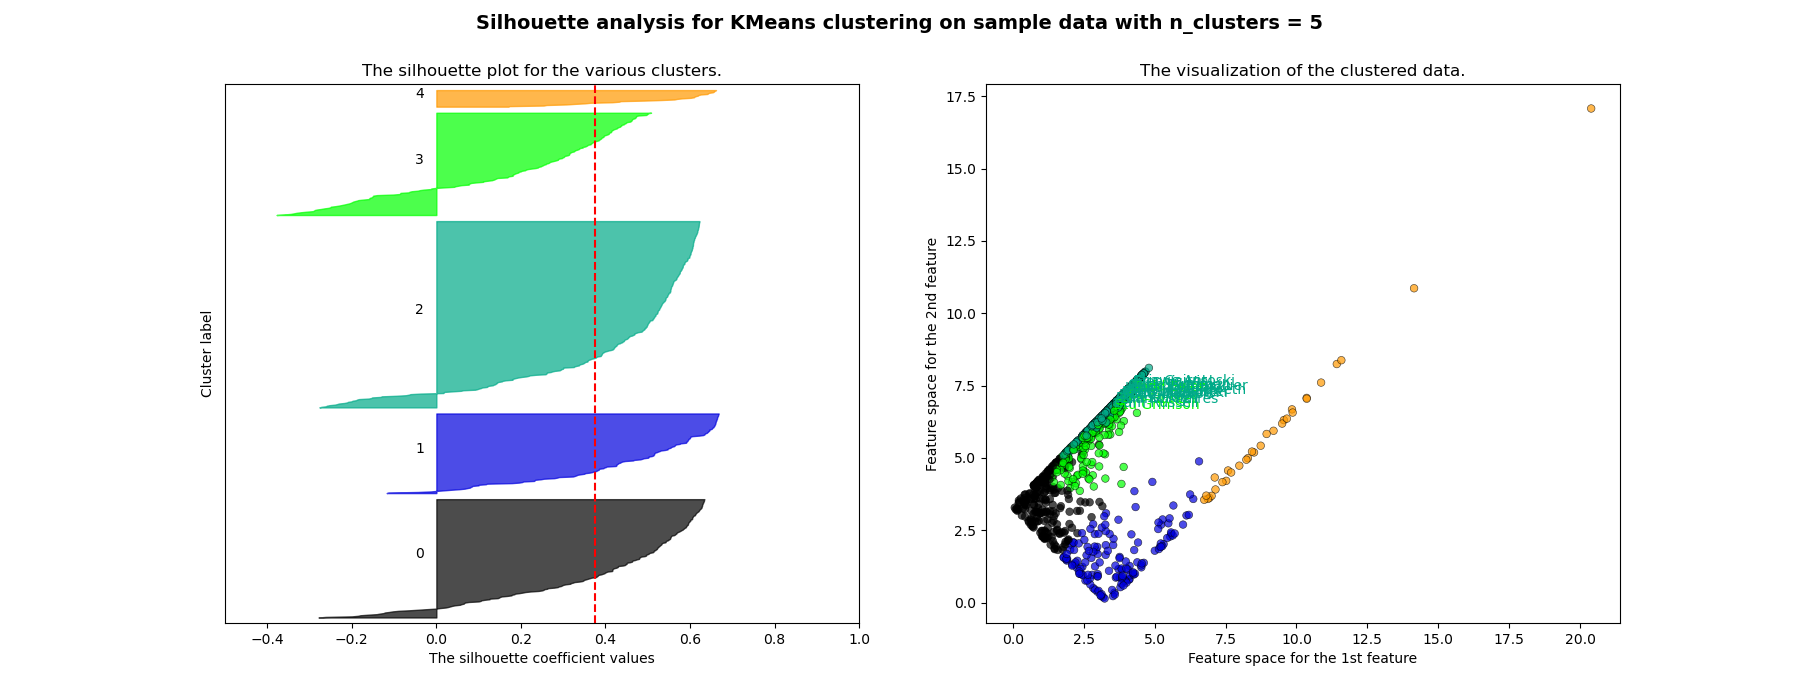 Silhouette analysis for KMeans clustering on sample data with n_clusters = 5
The silhouette plot for the various clusters.
4
3
2
1
0
Cluster label
−0.4 −0.2 0.0 0.2 0.4 0.6 0.8 1.0
The silhouette coefficient values
The visualization of the clustered data.
17.5
15.0
12.5
10.0
7.5
5.0
2.5
0.0
Feature space for the 2nd feature
0.0 2.5 5.0 7.5 10.0 12.5 15.0 17.5 20.0
Feature space for the 1st feature